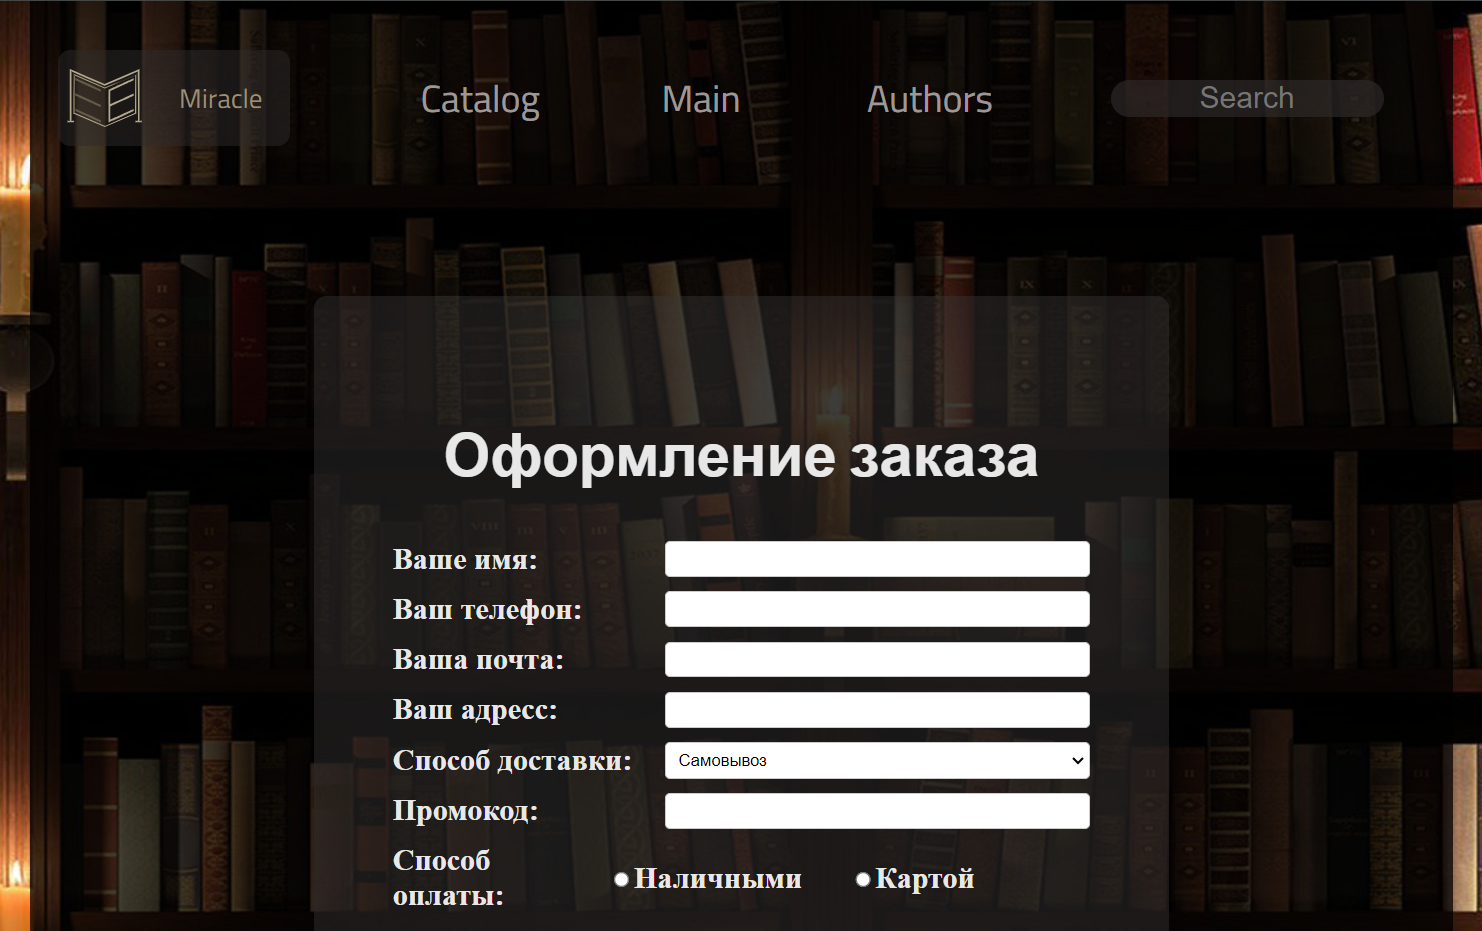 Miracle
Catalog
Main
Authors
Search
Оформление заказа
Ваше имя:
Ваш телефон:
Ваша почта:
Ваш адресс:
Способ доставки:
Самовывоз
Промокод:
Способ
оплаты:
Наличными
Картой